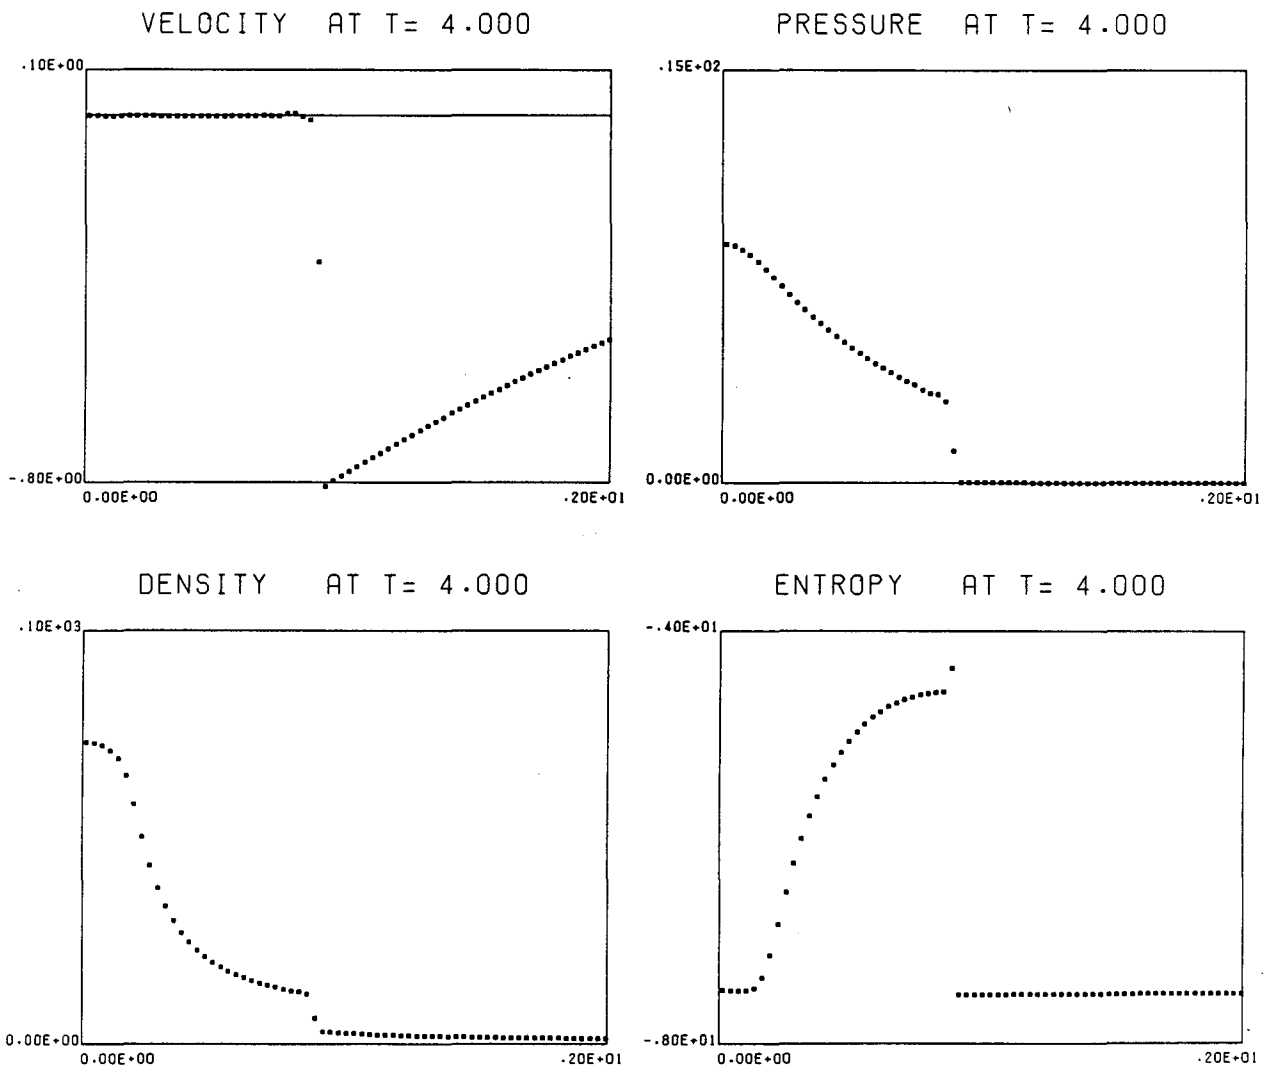 VELOCITY AT T= 4.000
.10E+00
-.80E+00
0.00E+00
.20E+01
PRESSURE AT T= 4.000
.15E+02
0.00E+00
0.00E+00
.20E+01
DENSITY AT T= 4.000
.10E+03
0.00E+00
0.00E+00
.20E+01
ENTROPY AT T= 4.000
-.40E+01
-.80E+01
0.00E+00
.20E+01